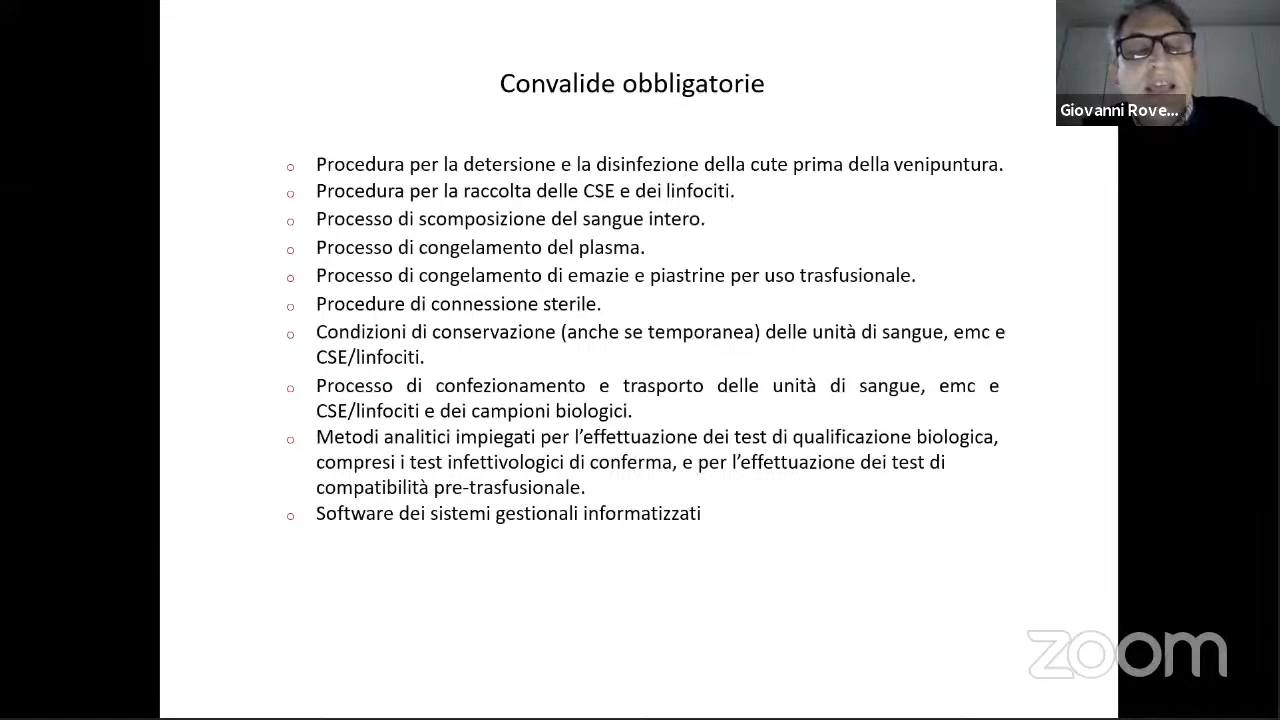 Convalide obbligatorie
Giovanni Rove...
o Procedura per la detersione e la disinfezione della cute prima della venipuntura.
o Procedura per la raccolta delle CSE e dei linfociti.
o Processo di scomposizione del sangue intero.
o Processo di congelamento del plasma.
o Processo di congelamento di emazie e piastrine per uso trasfusionale.
o Procedure di connessione sterile.
o Condizioni di conservazione (anche se temporanea) delle unità di sangue, emc e
CSE/linfociti.
o Processo di confezionamento e trasporto delle unità di sangue, emc e
CSE/linfociti e dei campioni biologici.
o Metodi analitici impiegati per l’effettuazione dei test di qualificazione biologica,
compresi i test infettivologici di conferma, e per l’effettuazione dei test di
compatibilità pre-trasfusionale.
o Software dei sistemi gestionali informatizzati
zoom